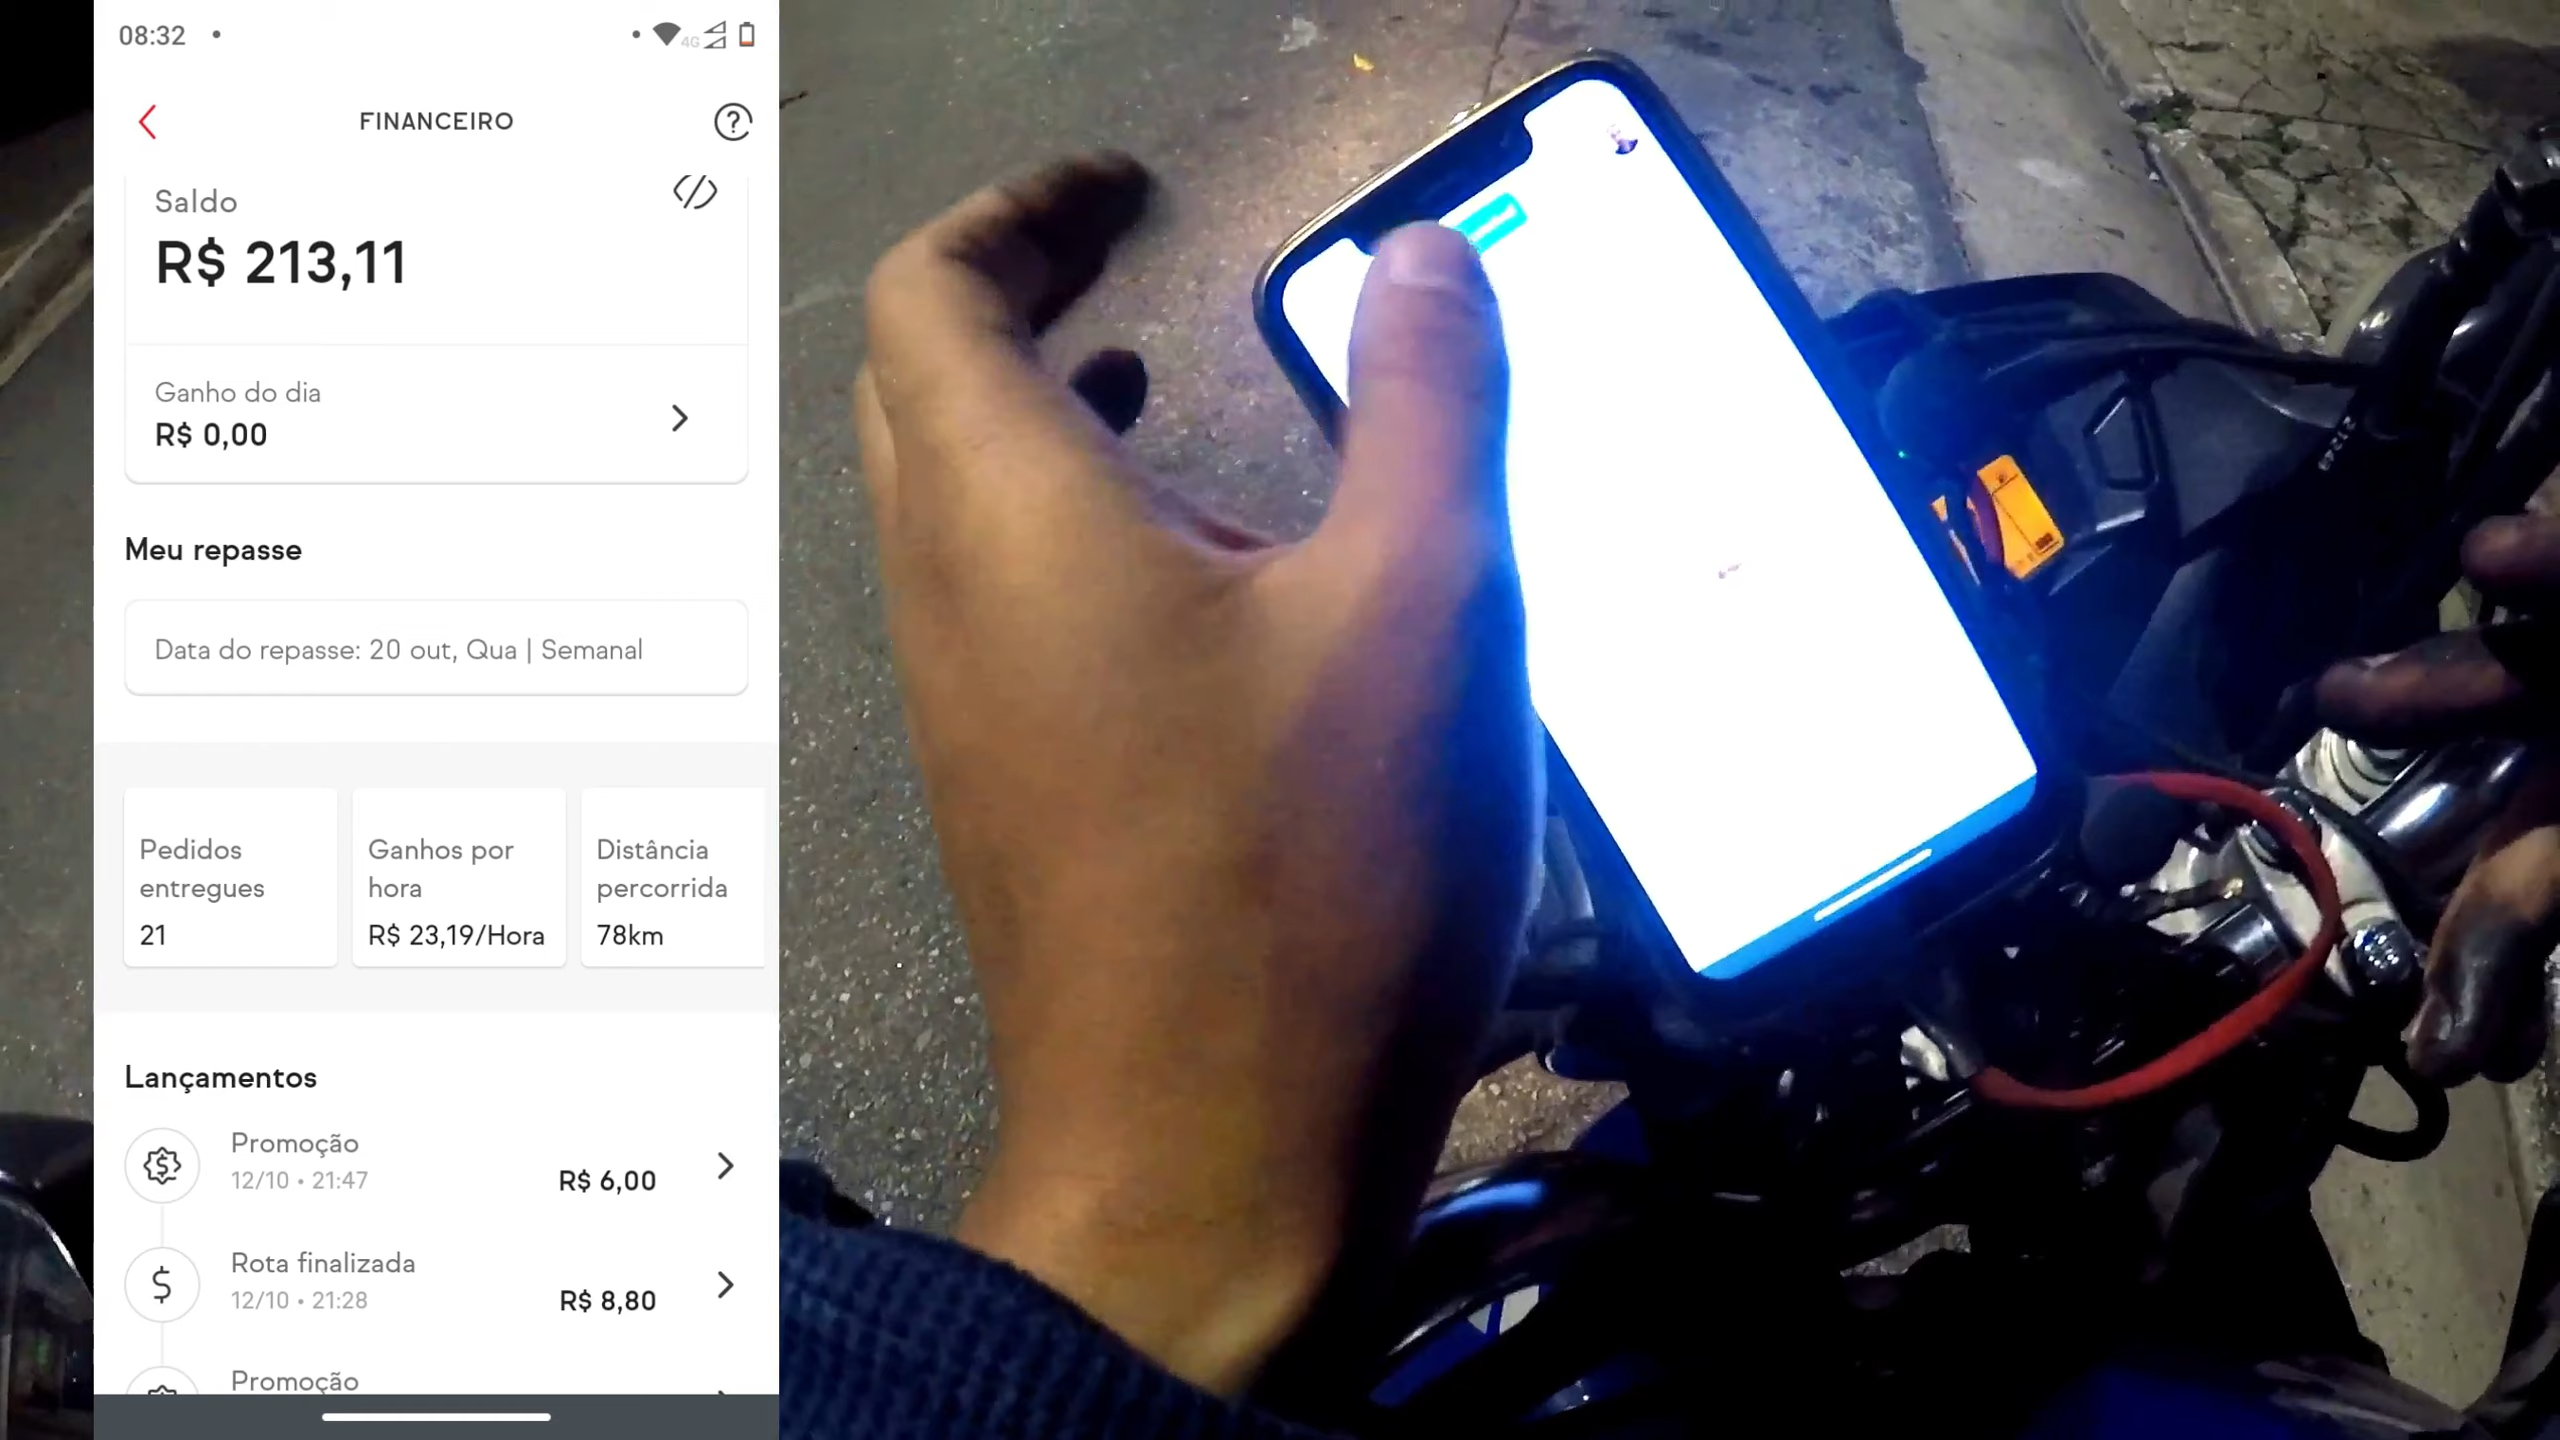 08:32
4G
FINANCEIRO
Saldo
R$ 213,11
Ganho do dia
R$ 0,00
Meu repasse
Data do repasse: 20 out, Qua | Semanal
Pedidos
entregues
21
Ganhos por
hora
R$ 23,19/Hora
Distância
percorrida
78km
Lançamentos
Promoção
12/10 • 21:47
R$ 6,00
Rota finalizada
12/10 • 21:28
R$ 8,80
Promoção